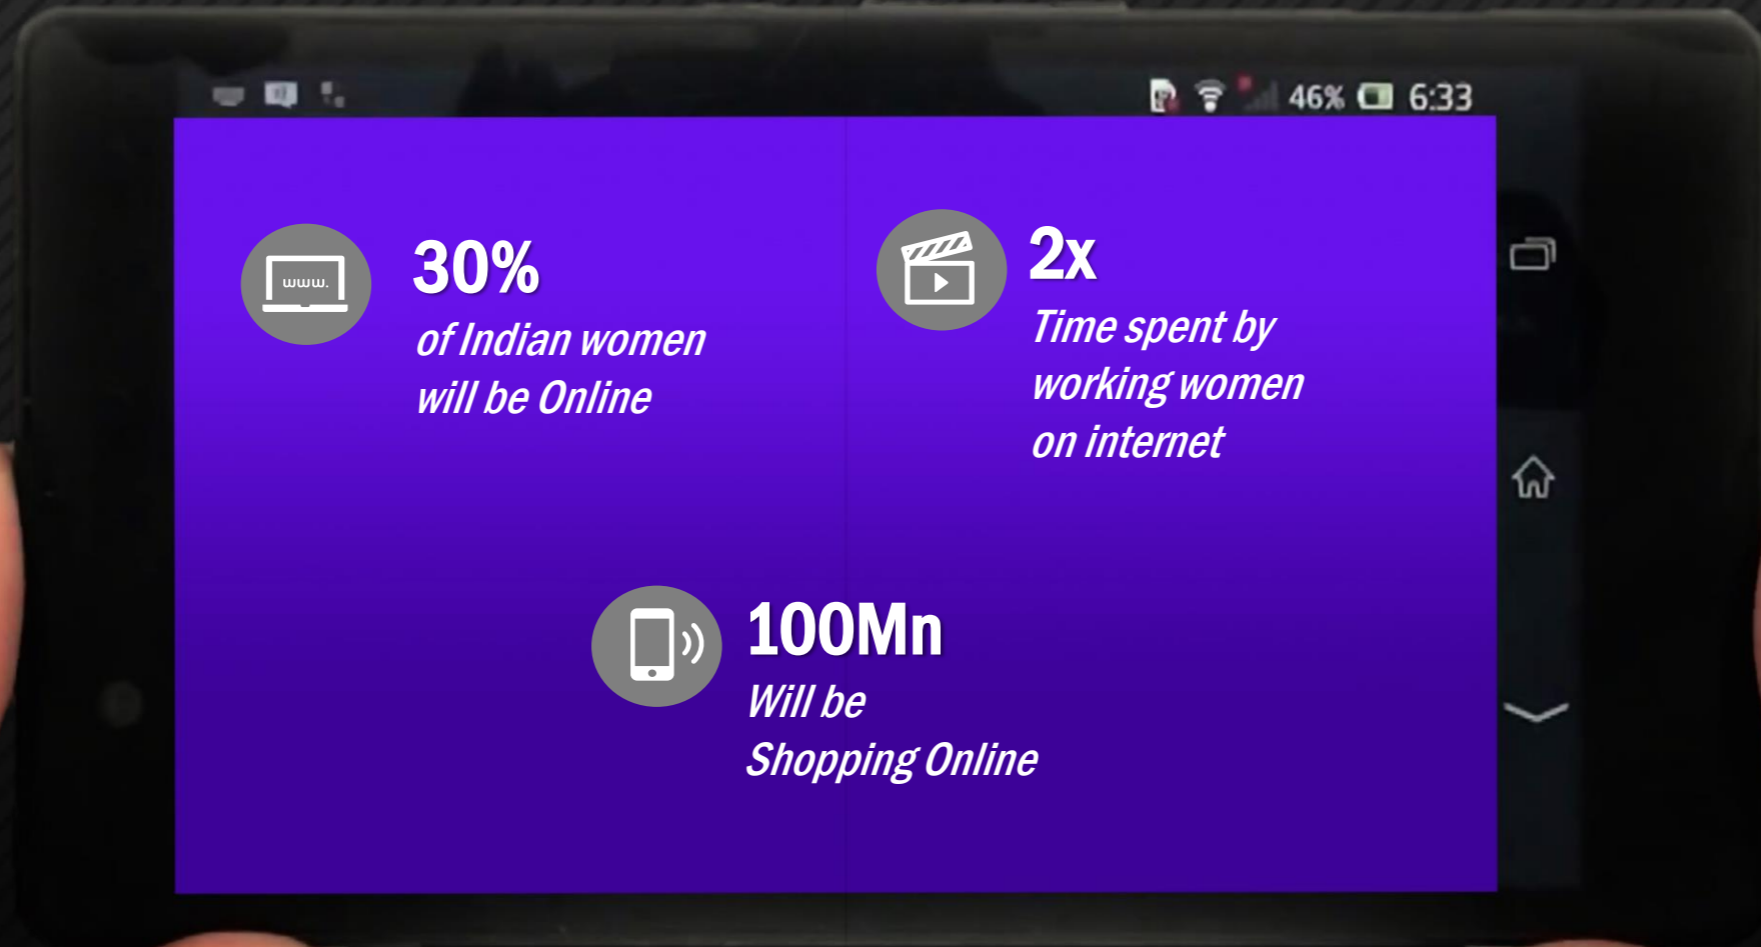 46% 6:33
www.
30%
of Indian women
will be Online
2x
Time spent by
working women
on internet
100Mn
Will be
Shopping Online